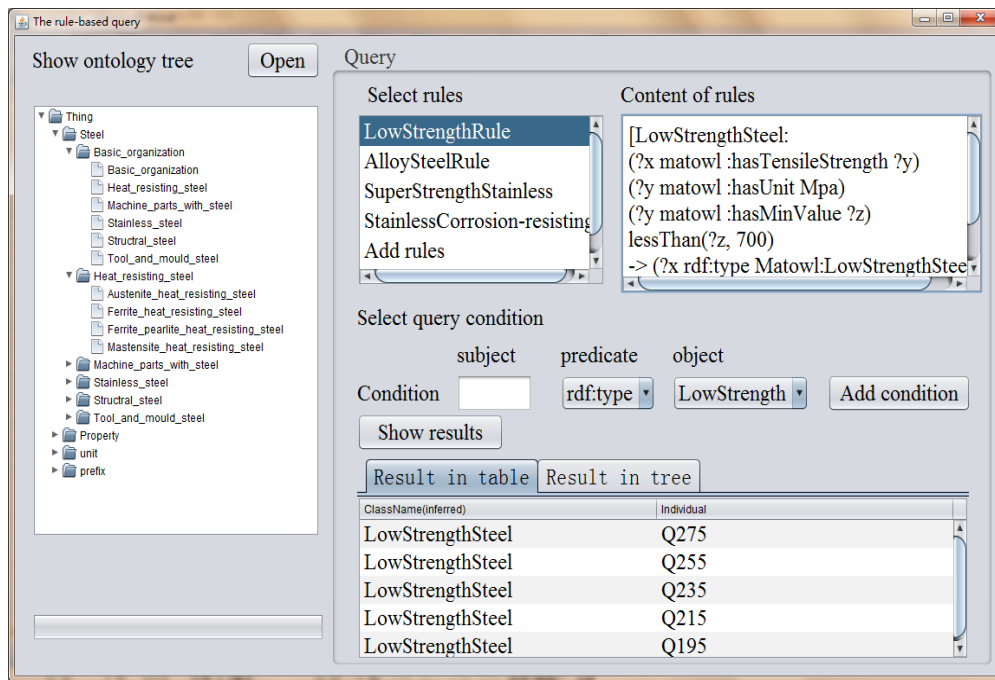 The rule-based query
Show ontology tree
Open
Thing
Steel
Basic_organization
Basic_organization
Heat_resisting_steel
Machine_parts_with_steel
Stainless_steel
Structral_steel
Tool_and_mould_steel
Heat_resisting_steel
Austenite_heat_resisting_steel
Ferrite_heat_resisting_steel
Ferrite_pearlite_heat_resisting_steel
Mastensite_heat_resisting_steel
Machine_parts_with_steel
Stainless_steel
Structral_steel
Tool_and_mould_steel
Property
unit
prefix
Query
Select rules
LowStrengthRule
AlloySteelRule
SuperStrengthStainless
StainlessCorrosion-resisting
Add rules
Content of rules
[LowStrengthSteel:
(?x matowl :hasTensileStrength ?y)
(?y matowl :hasUnit Mpa)
(?y matowl :hasMinValue ?z)
lessThan(?z, 700)
-> (?x rdf:type Matowl:LowStrengthStee
Select query condition
subject predicate object
Condition rdf:type LowStrength Add condition
Show results
Result in table Result in tree
ClassName(inferred) Individual
LowStrengthSteel Q275
LowStrengthSteel Q255
LowStrengthSteel Q235
LowStrengthSteel Q215
LowStrengthSteel Q195